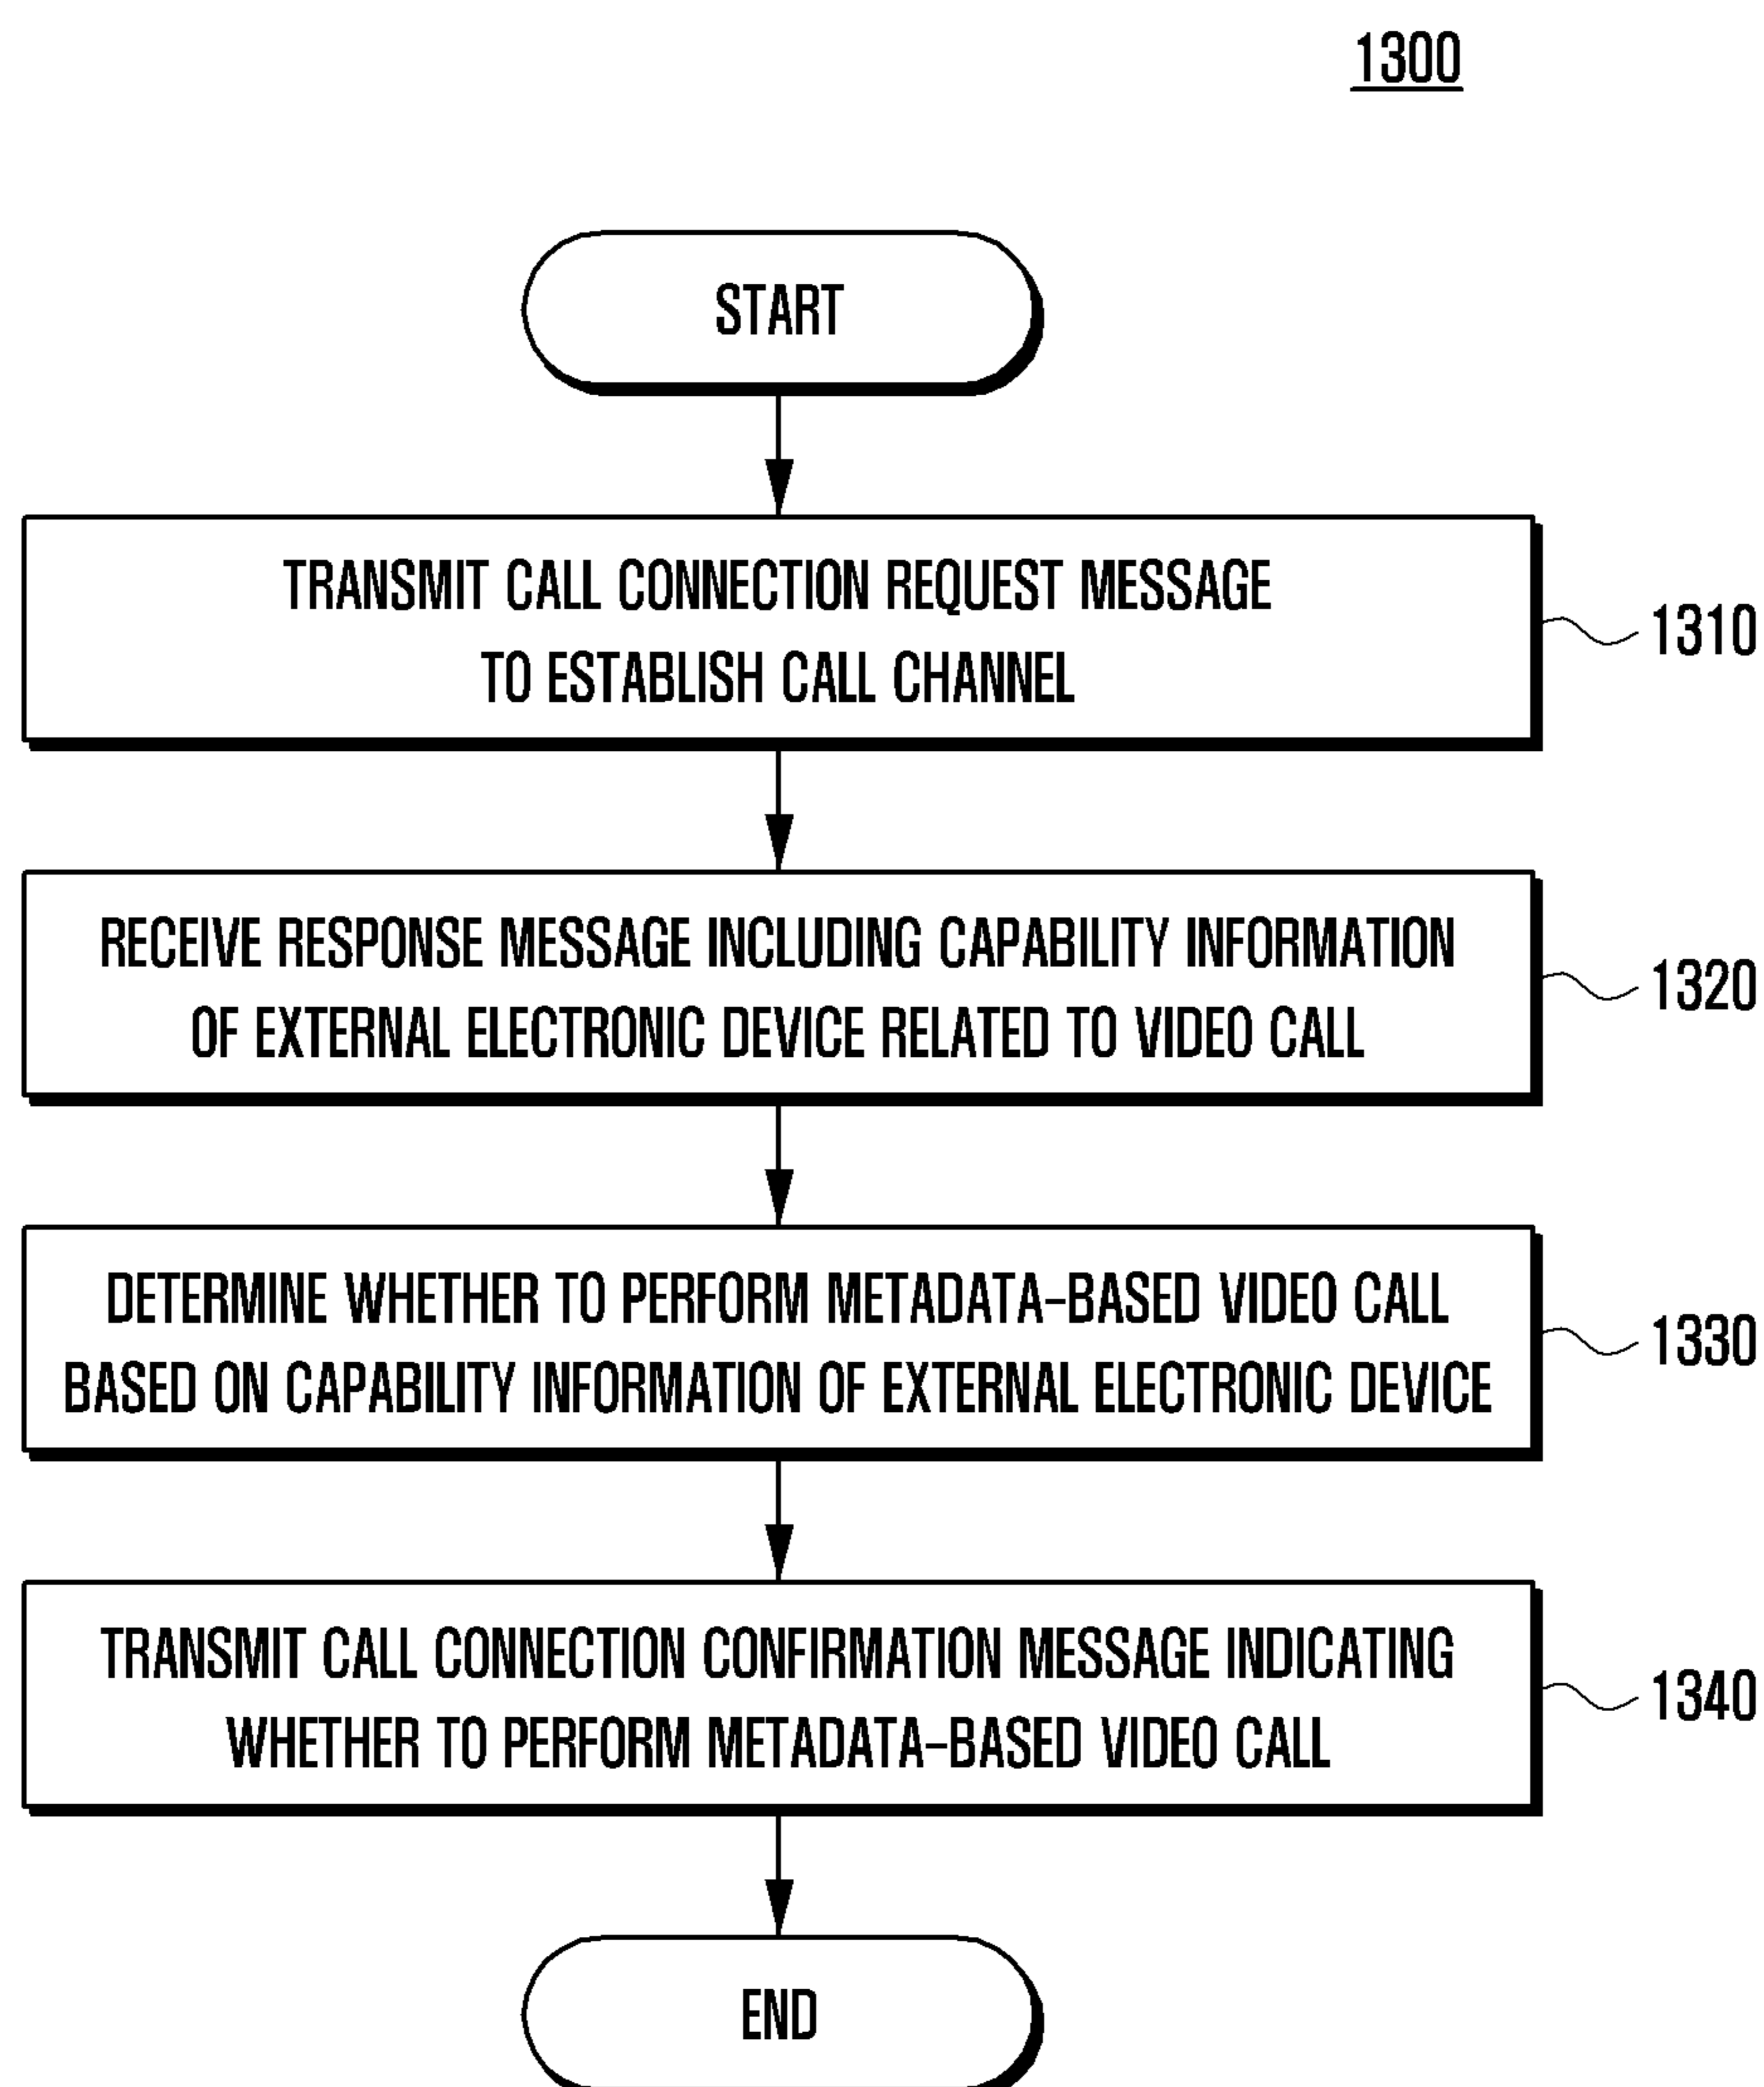 1300
START
TRANSMIT CALL CONNECTION REQUEST MESSAGE
TO ESTABLISH CALL CHANNEL
1310
RECEIVE RESPONSE MESSAGE INCLUDING CAPABILITY INFORMATION
OF EXTERNAL ELECTRONIC DEVICE RELATED TO VIDEO CALL
1320
DETERMINE WHETHER TO PERFORM METADATA-BASED VIDEO CALL
BASED ON CAPABILITY INFORMATION OF EXTERNAL ELECTRONIC DEVICE
1330
TRANSMIT CALL CONNECTION CONFIRMATION MESSAGE INDICATING
WHETHER TO PERFORM METADATA-BASED VIDEO CALL
1340
END